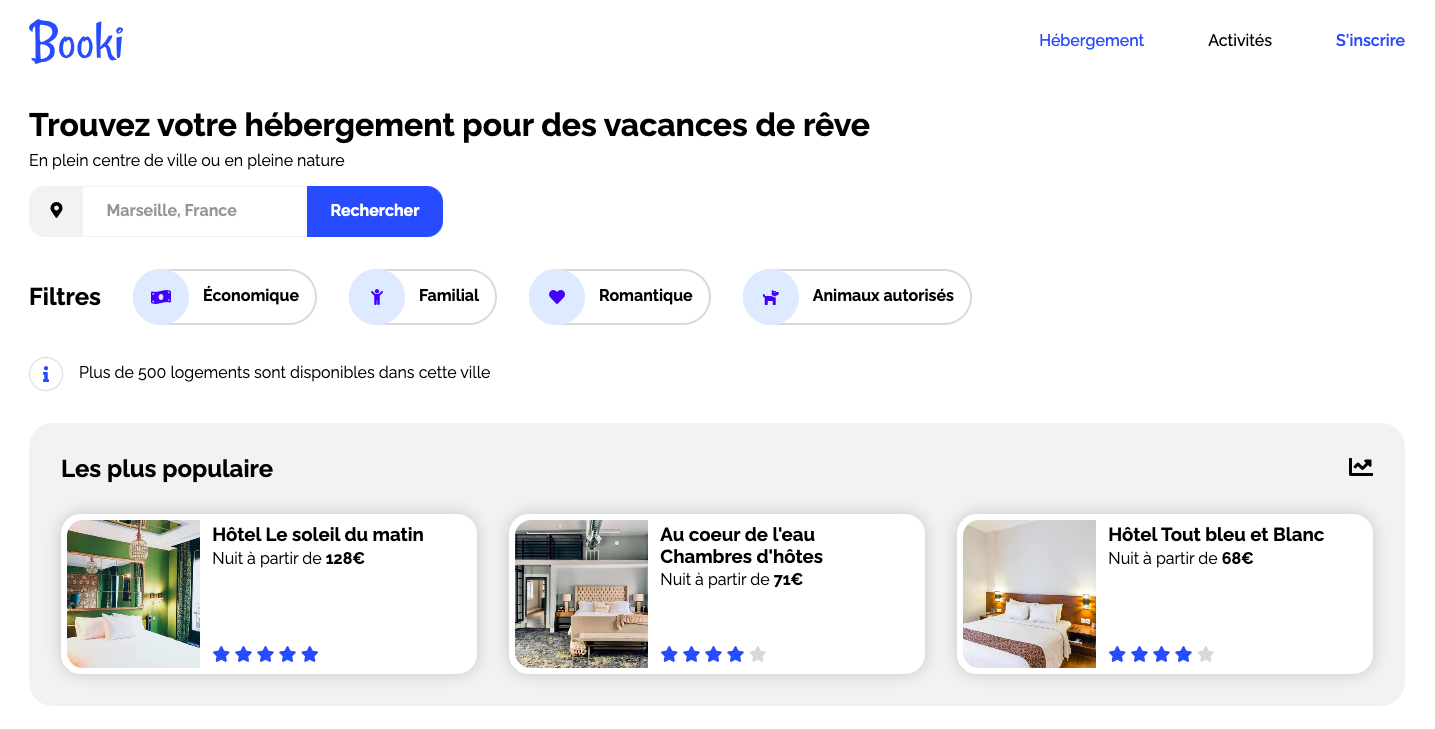 Booki
Hébergement
Activités
S'inscrire
Trouvez votre hébergement pour des vacances de rêve
En plein centre de ville ou en pleine nature
Marseille, France
Rechercher
Filtres
Économique
Familial
Romantique
Animaux autorisés
Plus de 500 logements sont disponibles dans cette ville
Les plus populaire
Hôtel Le soleil du matin
Nuit à partir de 128€
Au coeur de l'eau
Chambres d'hôtes
Nuit à partir de 71€
Hôtel Tout bleu et Blanc
Nuit à partir de 68€